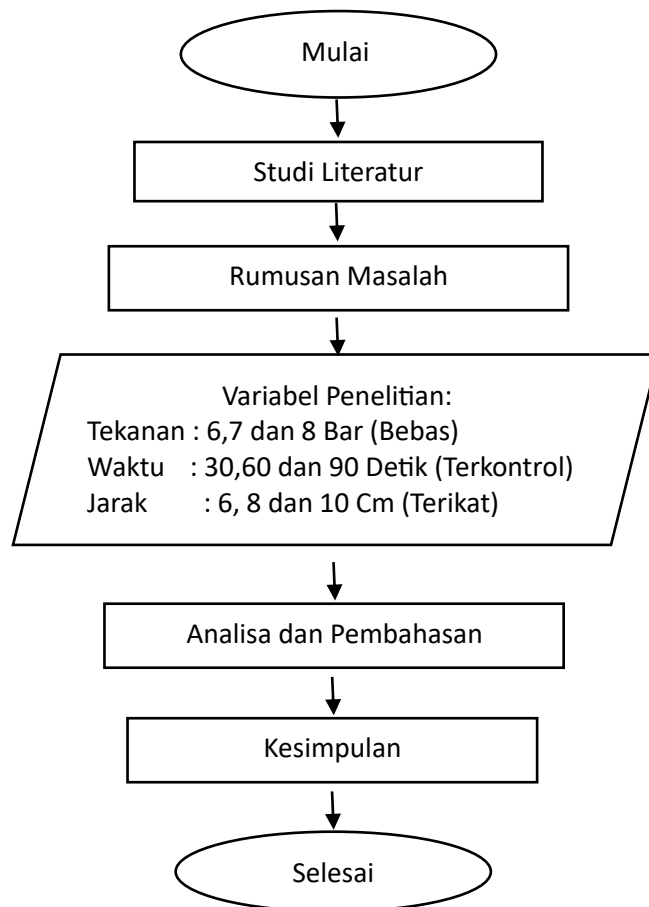 Mulai
Studi Literatur
Rumusan Masalah
Variabel Penelitian:
Tekanan : 6,7 dan 8 Bar (Bebas)
Waktu : 30,60 dan 90 Detik (Terkontrol)
Jarak : 6, 8 dan 10 Cm (Terikat)
Analisa dan Pembahasan
Kesimpulan
Selesai